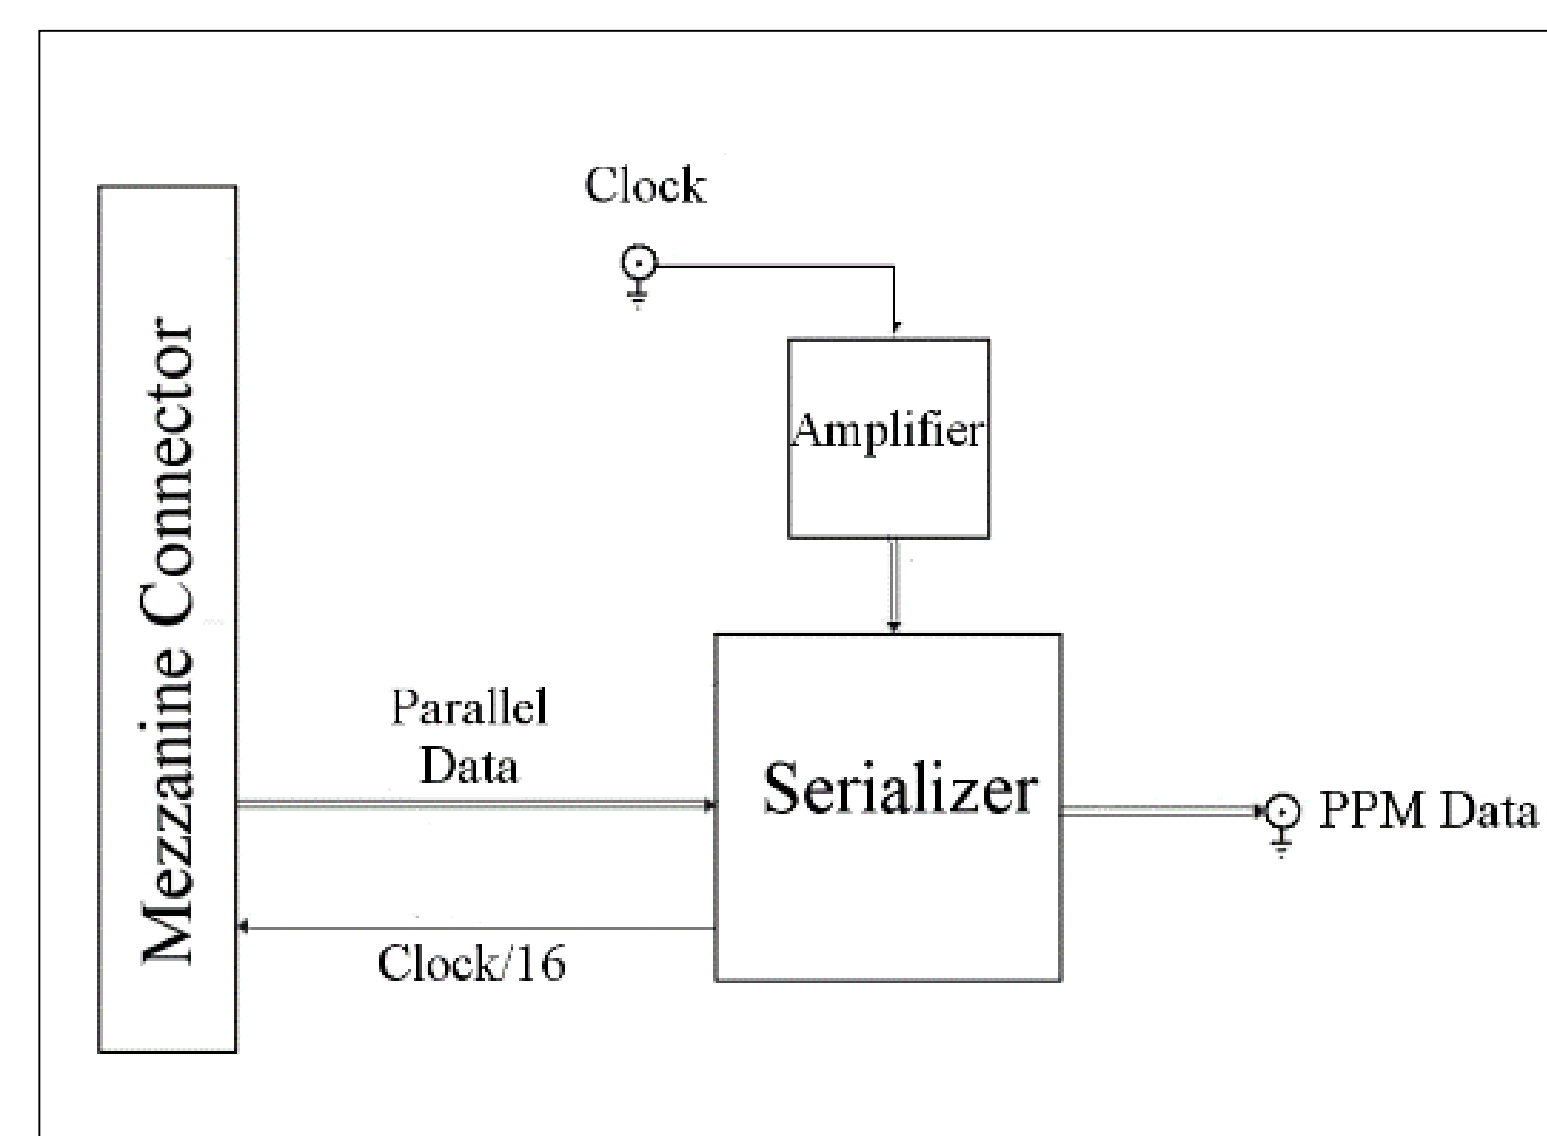 Clock
Amplifier
Mezzanine Connector
Parallel
Data
Serializer
PPM Data
Clock/16